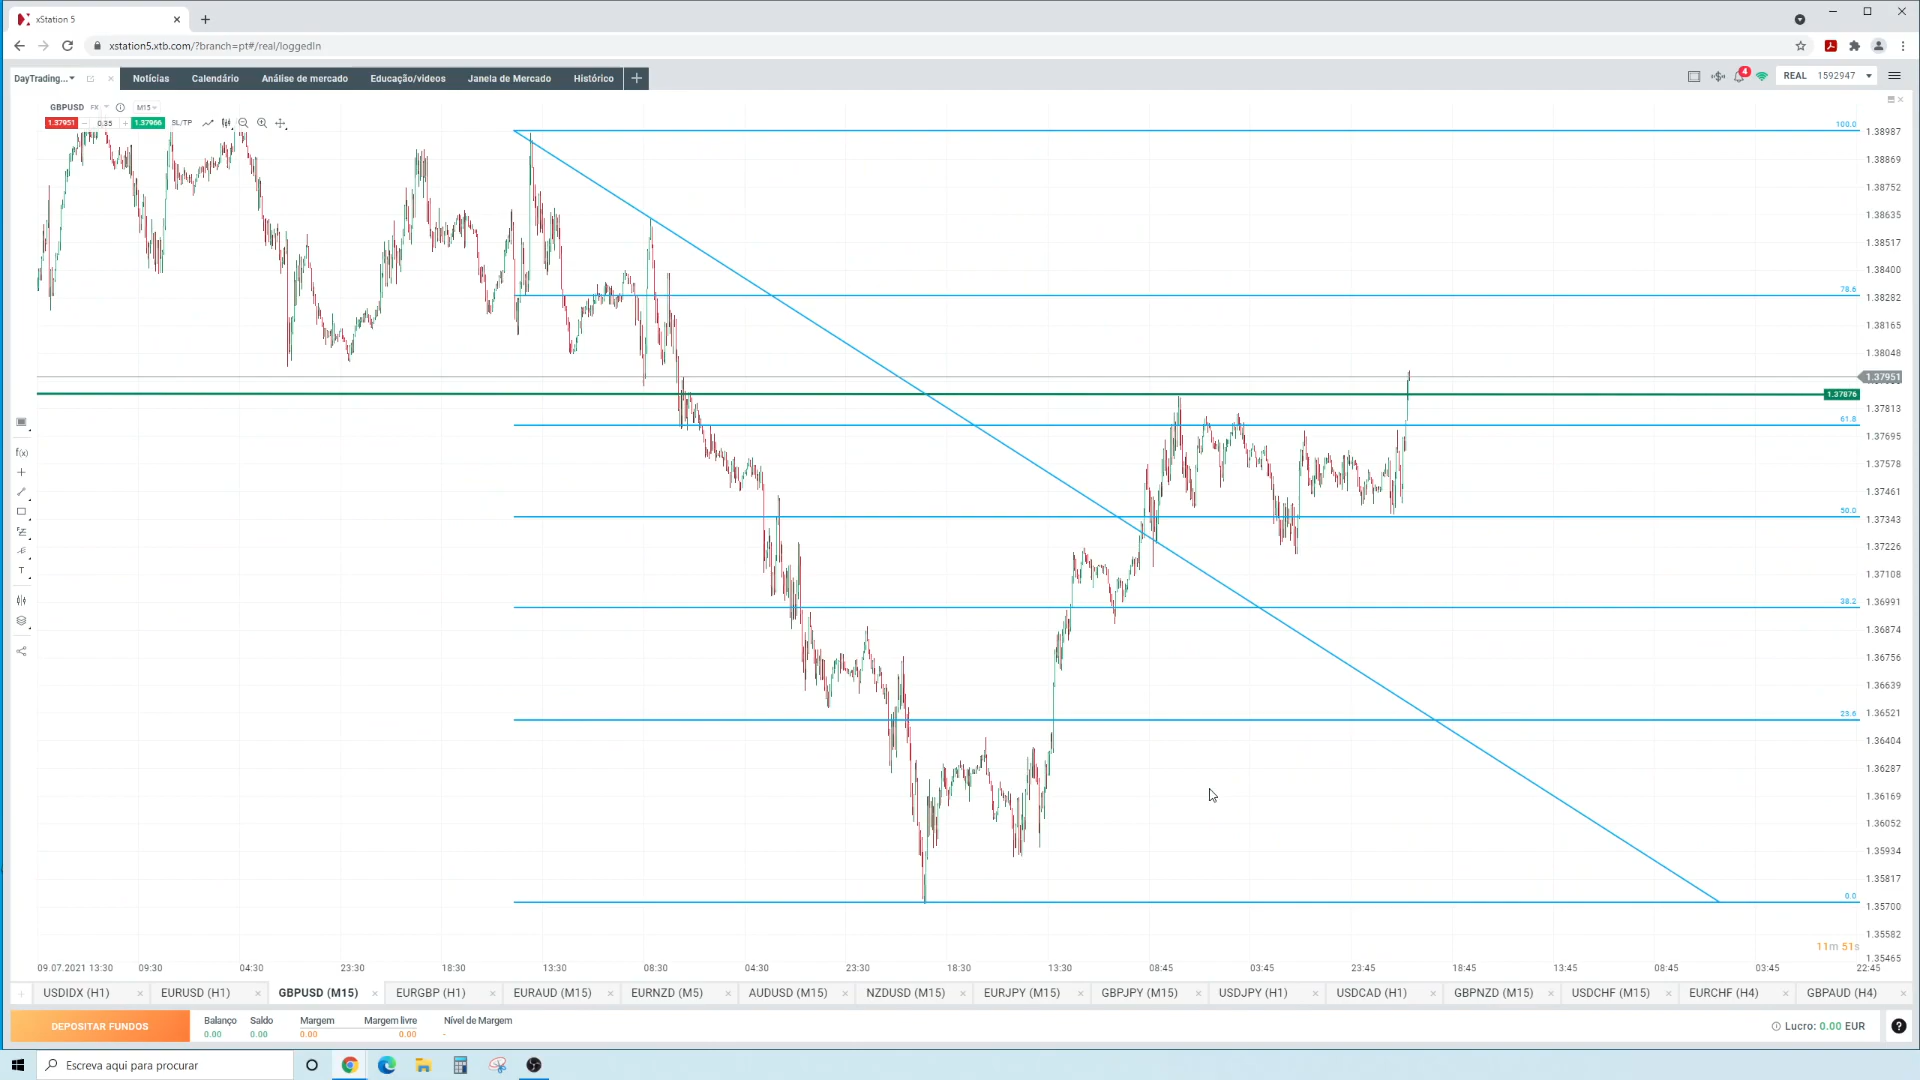 xStation 5
xstation5.xtb.com/?branch=pt#/real/loggedIn
DayTrading...
Notícias
Calendário
Análise de mercado
Educação/videos
Janela de Mercado
Histórico
4
REAL 1592947
GBPUSD FX M15
1.37951 0.35 1.37966 SL/TP
100.0
1.38987
1.38869
1.38752
1.38635
1.38517
1.38400
78.6
1.38282
1.38165
1.38048
1.37951
1.37876
1.37813
61.8
1.37695
1.37578
1.37461
50.0
1.37343
1.37226
1.37108
38.2
1.36991
1.36874
1.36756
1.36639
23.6
1.36521
1.36404
1.36287
1.36169
1.36052
1.35934
1.35817
0.0
1.35700
1.35582
1.35465
f(x)
T
11m 51s
09.07.2021 13:30 09:30 04:30 23:30 18:30 13:30 08:30 04:30 23:30 18:30 13:30 08:45 03:45 23:45 18:45 13:45 08:45 03:45 22:45
USDIDX (H1) EURUSD (H1) GBPUSD (M15) EURGBP (H1) EURAUD (M15) EURNZD (M5) AUDUSD (M15) NZDUSD (M15) EURJPY (M15) GBPJPY (M15) USDJPY (H1) USDCAD (H1) GBPNZD (M15) USDCHF (M15) EURCHF (H4) GBPAUD (H4)
DEPOSITAR FUNDOS
Balanço Saldo Margem Margem livre Nível de Margem
0.00 0.00 0.00 0.00 -
Lucro: 0.00 EUR
Escreva aqui para procurar